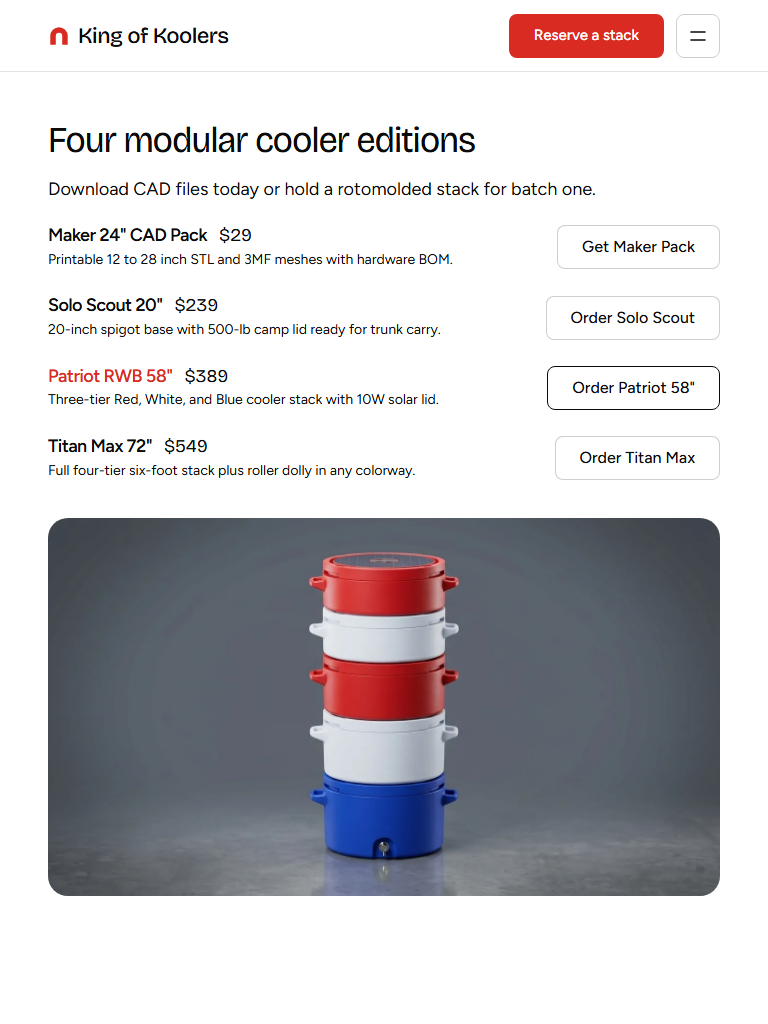 King of Koolers
Reserve a stack
Four modular cooler editions
Download CAD files today or hold a rotomolded stack for batch one.
Maker 24" CAD Pack $29
Printable 12 to 28 inch STL and 3MF meshes with hardware BOM.
Get Maker Pack
Solo Scout 20" $239
20-inch spigot base with 500-lb camp lid ready for trunk carry.
Order Solo Scout
Patriot RWB 58" $389
Three-tier Red, White, and Blue cooler stack with 10W solar lid.
Order Patriot 58"
Titan Max 72" $549
Full four-tier six-foot stack plus roller dolly in any colorway.
Order Titan Max